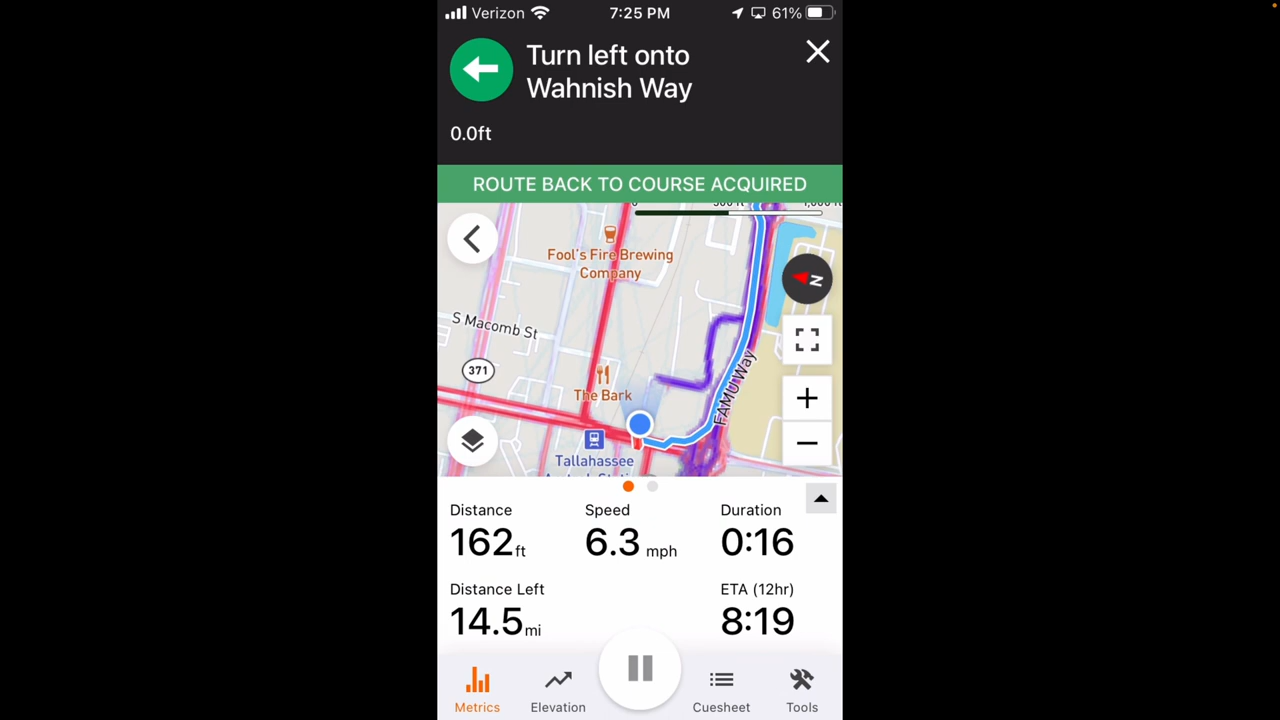 Verizon 7:25 PM 61%
Turn left onto
Wahnish Way
0.0ft
ROUTE BACK TO COURSE ACQUIRED
Fool's Fire Brewing
Company
N
S Macomb St
371
The Bark
FAMU Way
Tallahassee
Distance Speed Duration
162 ft 6.3 mph 0:16
Distance Left ETA (12hr)
14.5 mi 8:19
Metrics Elevation Cuesheet Tools